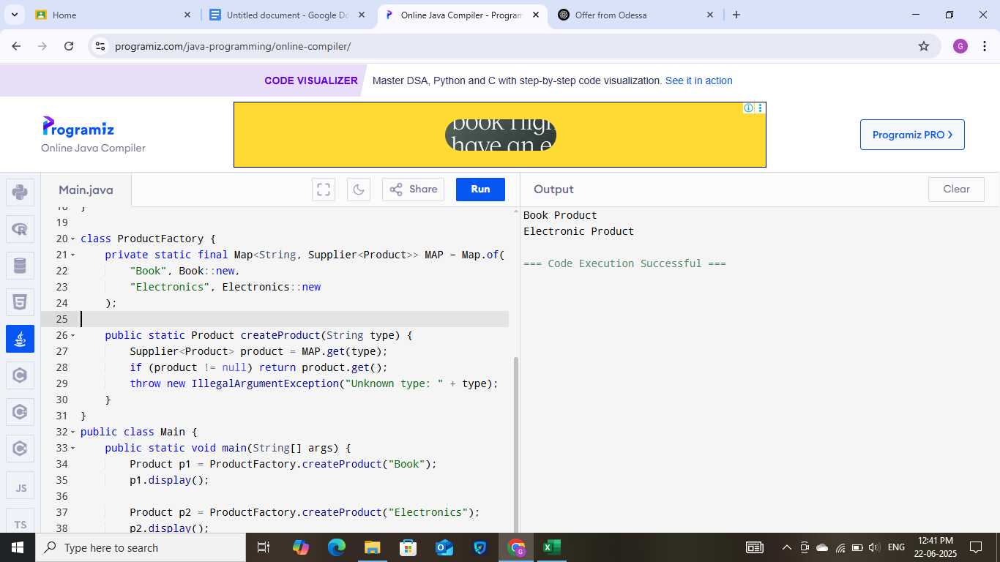 Home
Untitled document - Google Do
Online Java Compiler - Program
Offer from Odessa
programiz.com/java-programming/online-compiler/
G
CODE VISUALIZER
Master DSA, Python and C with step-by-step code visualization. See it in action
Programiz
Online Java Compiler
book
have an e
Programiz PRO
Main.java
Share
Run
Output
Clear
18 }
19
20 class ProductFactory {
21 private static final Map<String, Supplier<Product>> MAP = Map.of(
22 "Book", Book::new,
23 "Electronics", Electronics::new
24 );
25
26 public static Product createProduct(String type) {
27 Supplier<Product> product = MAP.get(type);
28 if (product != null) return product.get();
29 throw new IllegalArgumentException("Unknown type: " + type);
30 }
31 }
32 public class Main {
33 public static void main(String[] args) {
34 Product p1 = ProductFactory.createProduct("Book");
35 p1.display();
36
37 Product p2 = ProductFactory.createProduct("Electronics");
38 p2.display();
Book Product
Electronic Product
=== Code Execution Successful ===
JS
TS
Type here to search
G
ENG
12:41 PM
22-06-2025